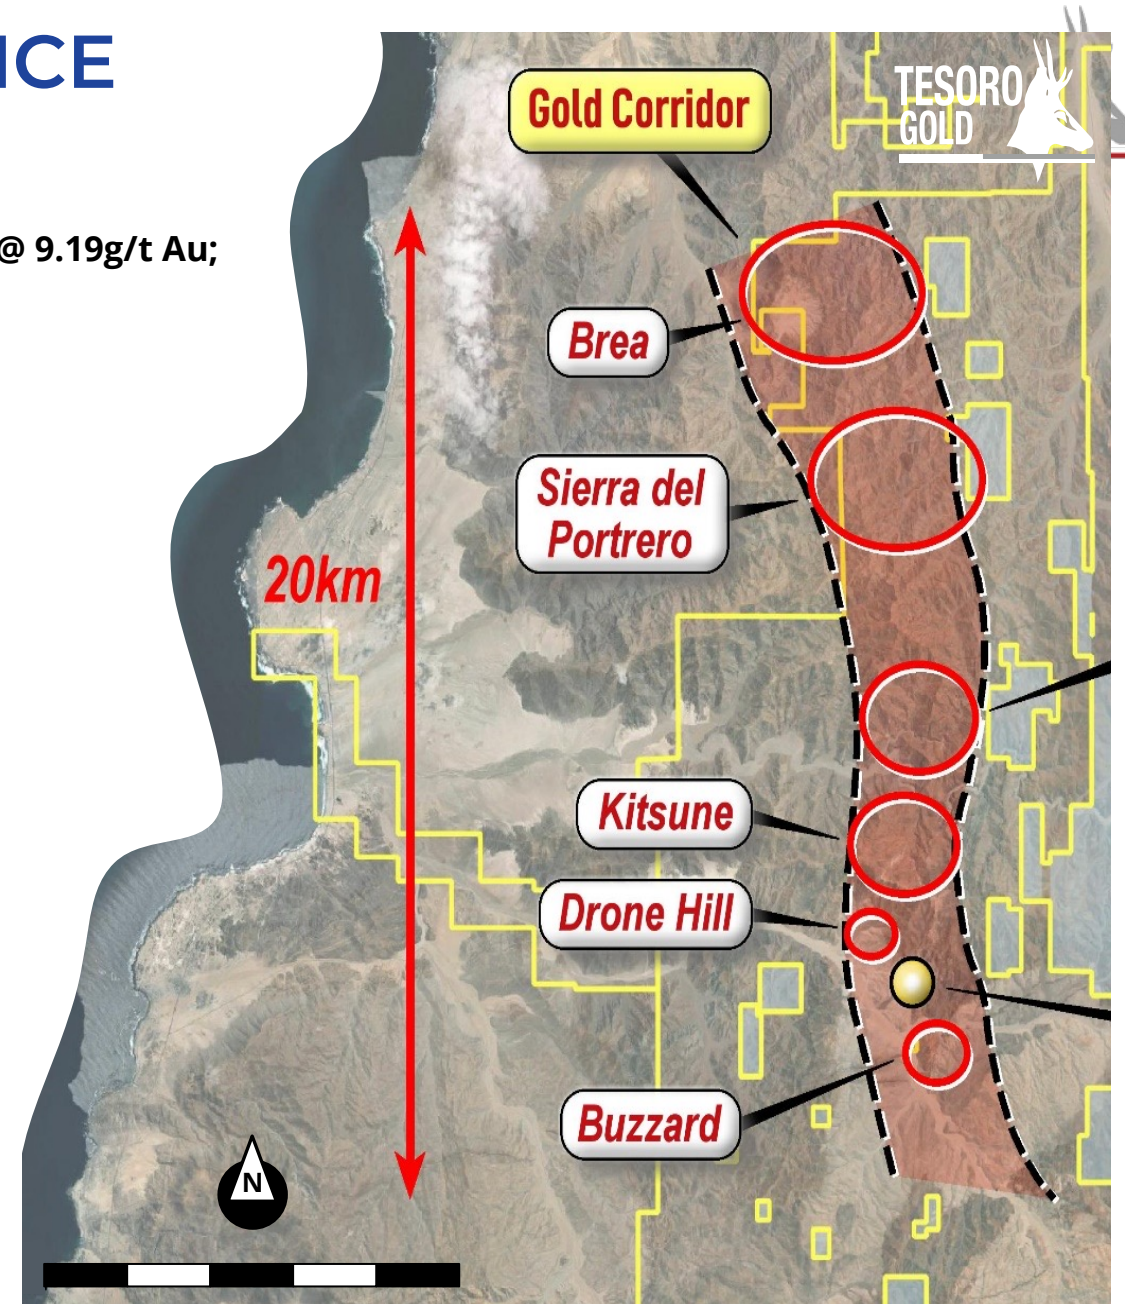 ICE
TESORO
GOLD
Gold Corridor
@ 9.19g/t Au;
Brea
Sierra del
Portrero
20km
Kitsune
Drone Hill
Buzzard
N